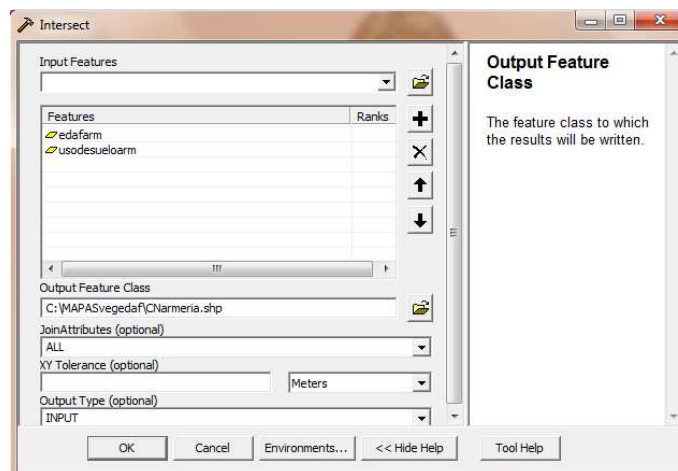 Intersect
Input Features
Features Ranks
edafarm
usodesueloarm
Output Feature Class
C:\MAPASvegedaf\CNarmeria.shp
JoinAttributes (optional)
ALL
XY Tolerance (optional)
Meters
Output Type (optional)
INPUT
OK Cancel Environments... << Hide Help Tool Help
Output Feature
Class
The feature class to which
the results will be written.